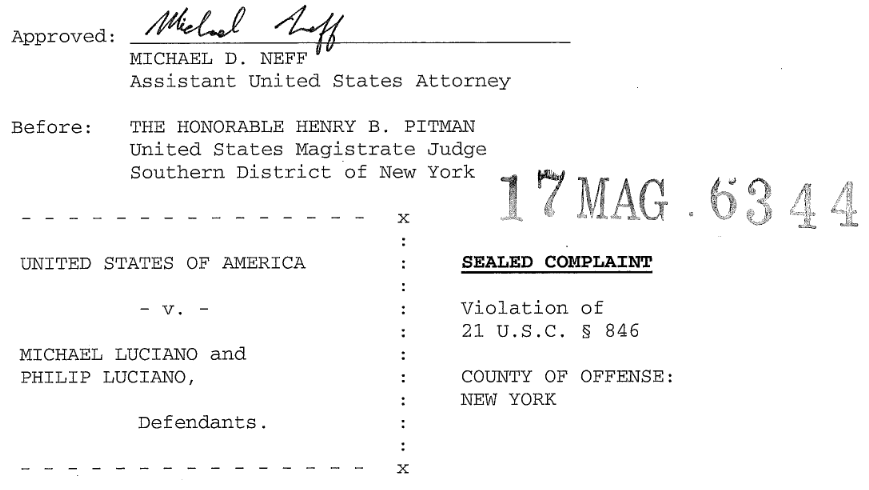 Approved: Michael Neff
MICHAEL D. NEFF
Assistant United States Attorney
Before: THE HONORABLE HENRY B. PITMAN
United States Magistrate Judge
Southern District of New York
17 MAG . 6344
- - - - - - - - - - - - - - - x
:
UNITED STATES OF AMERICA : SEALED COMPLAINT
:
- v. - : Violation of
: 21 U.S.C. § 846
MICHAEL LUCIANO and :
PHILIP LUCIANO, : COUNTY OF OFFENSE:
: NEW YORK
Defendants. :
:
- - - - - - - - - - - - - - - x